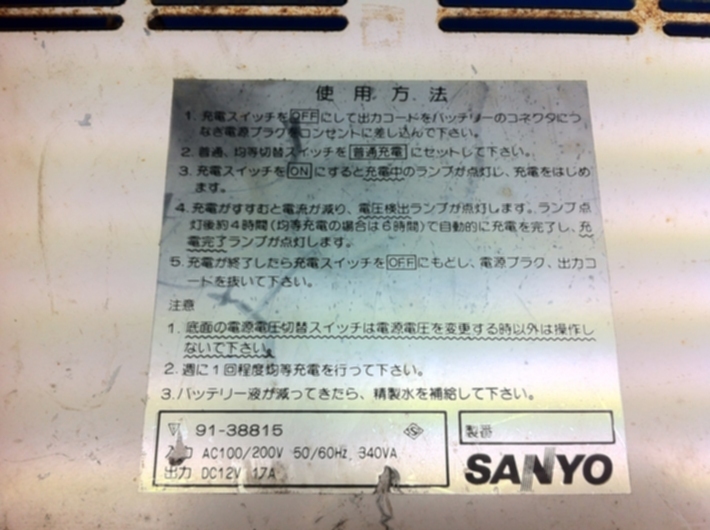 使用方法
1. 充電スイッチを OFF にして出力コードをバッテリーのコネクタにつ
なぎ電源プラグをコンセントに差し込んで下さい。
2. 普通、均等切替スイッチを 普通充電 にセットして下さい。
3. 充電スイッチを ON にすると充電中のランプが点灯し、充電をはじめ
ます。
4. 充電がすすむと電流が減り、電圧検出ランプが点灯します。ランプ点
灯後約4時間(均等充電の場合は6時間)で自動的に充電を完了し、充
電完了ランプが点灯します。
5. 充電が終了したら充電スイッチを OFF にもどし、電源プラグ、出力コ
ードを抜いて下さい。
注意
1. 底面の電源電圧切替スイッチは電源電圧を変更する時以外は操作し
ないで下さい。
2. 週に1回程度均等充電を行って下さい。
3. バッテリー液が減ってきたら、精製水を補給して下さい。
91-38815
入力 AC100/200V 50/60Hz 340VA
出力 DC12V 17A
製番
SANYO